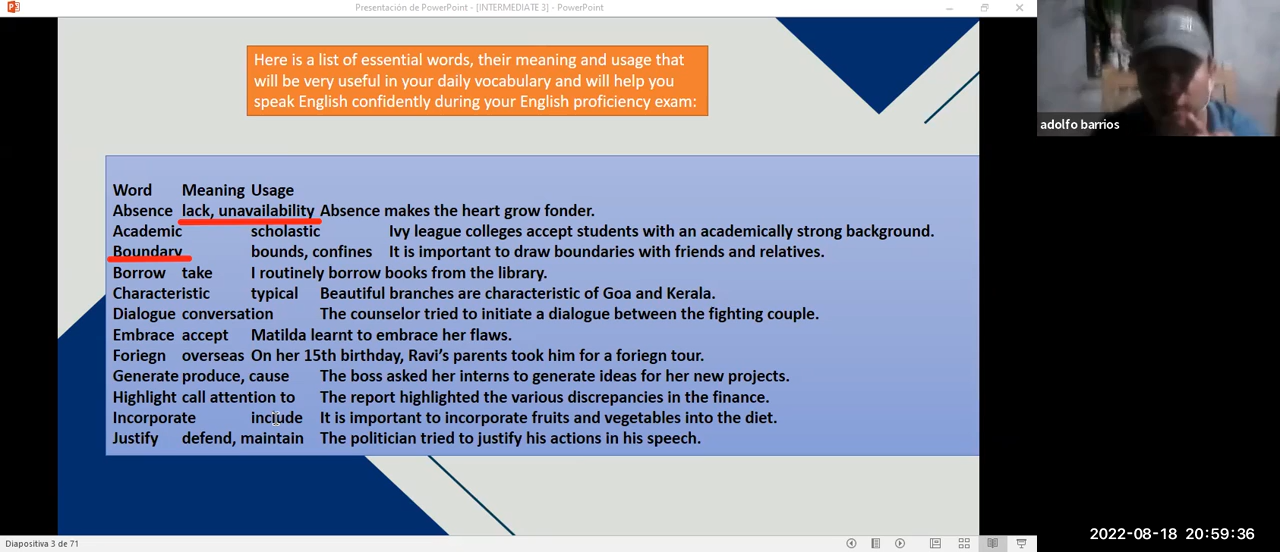 Presentación de PowerPoint - [INTERMEDIATE 3] - PowerPoint
Here is a list of essential words, their meaning and usage that
will be very useful in your daily vocabulary and will help you
speak English confidently during your English proficiency exam:
adolfo barrios
Word Meaning Usage
Absence lack, unavailability Absence makes the heart grow fonder.
Academic scholastic Ivy league colleges accept students with an academically strong background.
Boundary bounds, confines It is important to draw boundaries with friends and relatives.
Borrow take I routinely borrow books from the library.
Characteristic typical Beautiful branches are characteristic of Goa and Kerala.
Dialogue conversation The counselor tried to initiate a dialogue between the fighting couple.
Embrace accept Matilda learnt to embrace her flaws.
Foriegn overseas On her 15th birthday, Ravi's parents took him for a foriegn tour.
Generate produce, cause The boss asked her interns to generate ideas for her new projects.
Highlight call attention to The report highlighted the various discrepancies in the finance.
Incorporate include It is important to incorporate fruits and vegetables into the diet.
Justify defend, maintain The politician tried to justify his actions in his speech.
Diapositiva 3 de 71
2022-08-18 20:59:36